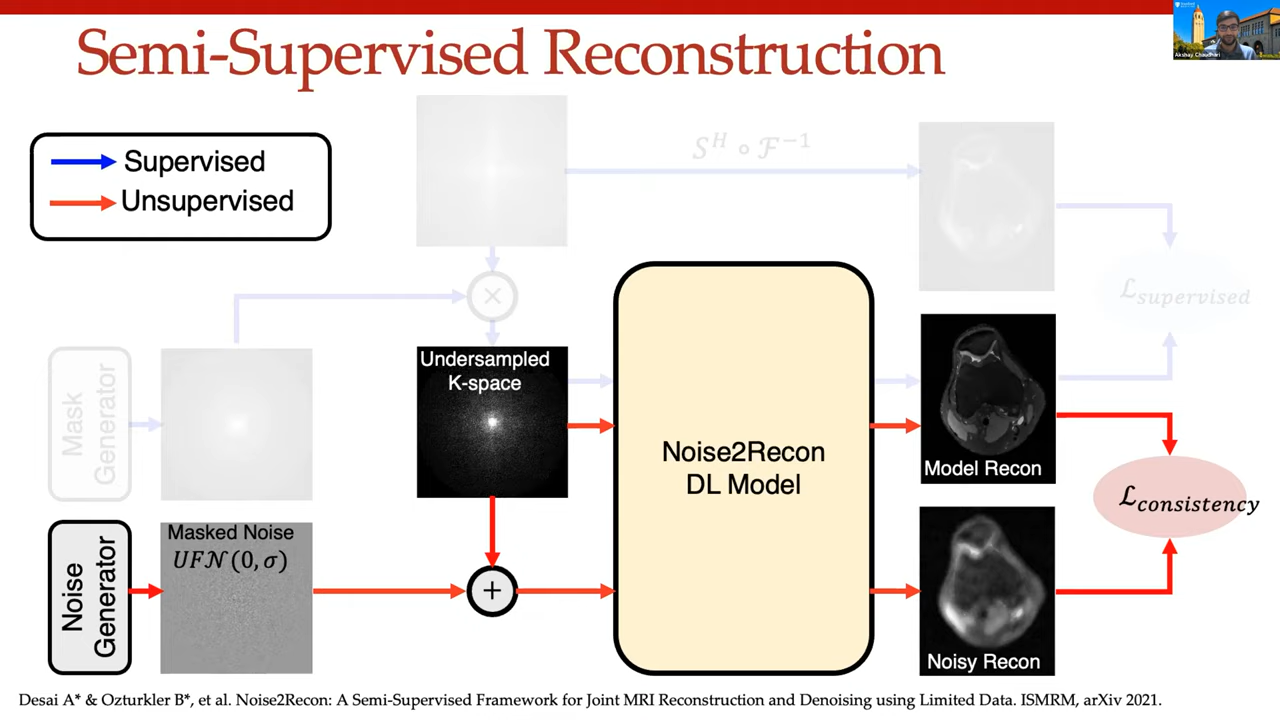 Semi-Supervised Reconstruction
Akshay Chaudhari
Supervised
Unsupervised
S^H ∘ F^{-1}
ℒ_supervised
×
Mask
Generator
Undersampled
K-space
Noise2Recon
DL Model
Model Recon
ℒ_consistency
Noise
Generator
Masked Noise
UF𝒩(0, σ)
+
Noisy Recon
Desai A* & Ozturkler B*, et al. Noise2Recon: A Semi-Supervised Framework for Joint MRI Reconstruction and Denoising using Limited Data. ISMRM, arXiv 2021.